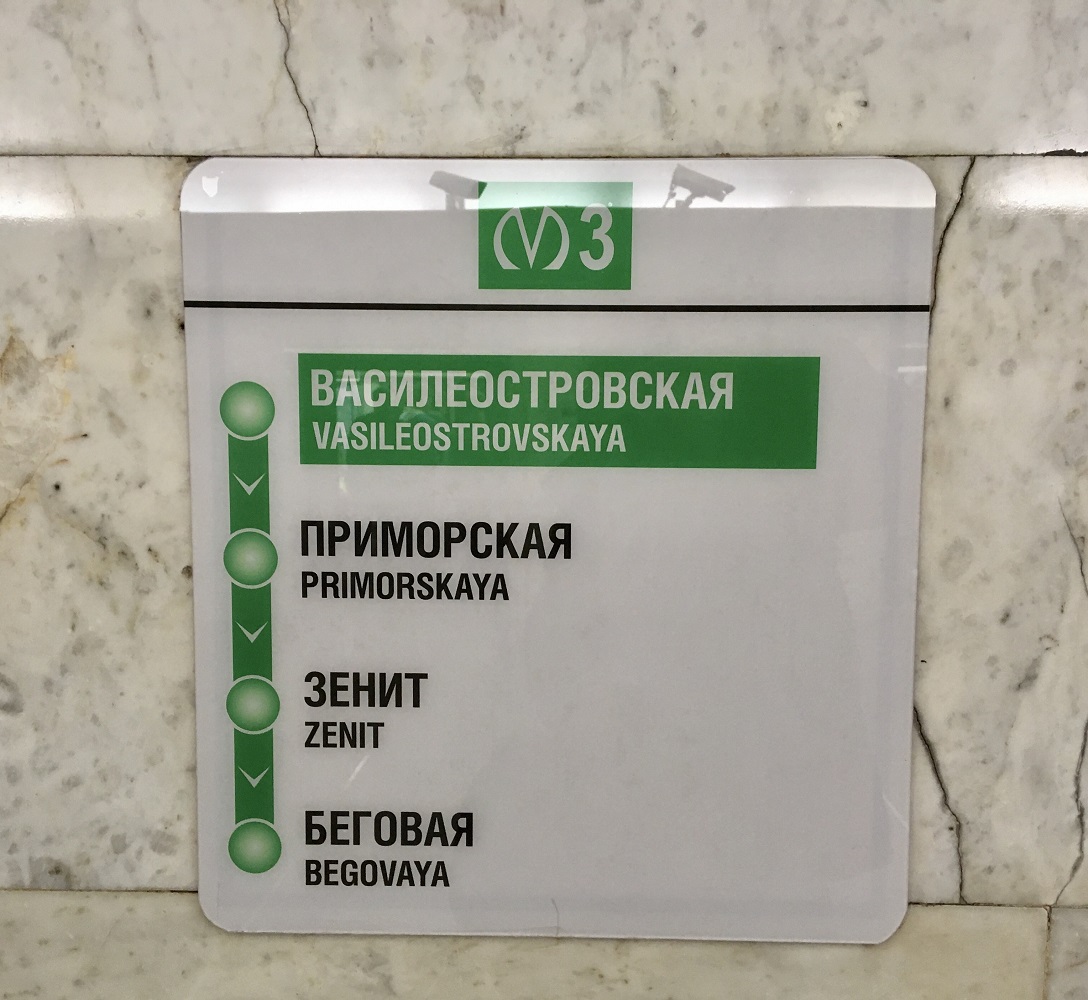 3
ВАСИЛЕОСТРОВСКАЯ
VASILEOSTROVSKAYA
ПРИМОРСКАЯ
PRIMORSKAYA
ЗЕНИТ
ZENIT
БЕГОВАЯ
BEGOVAYA